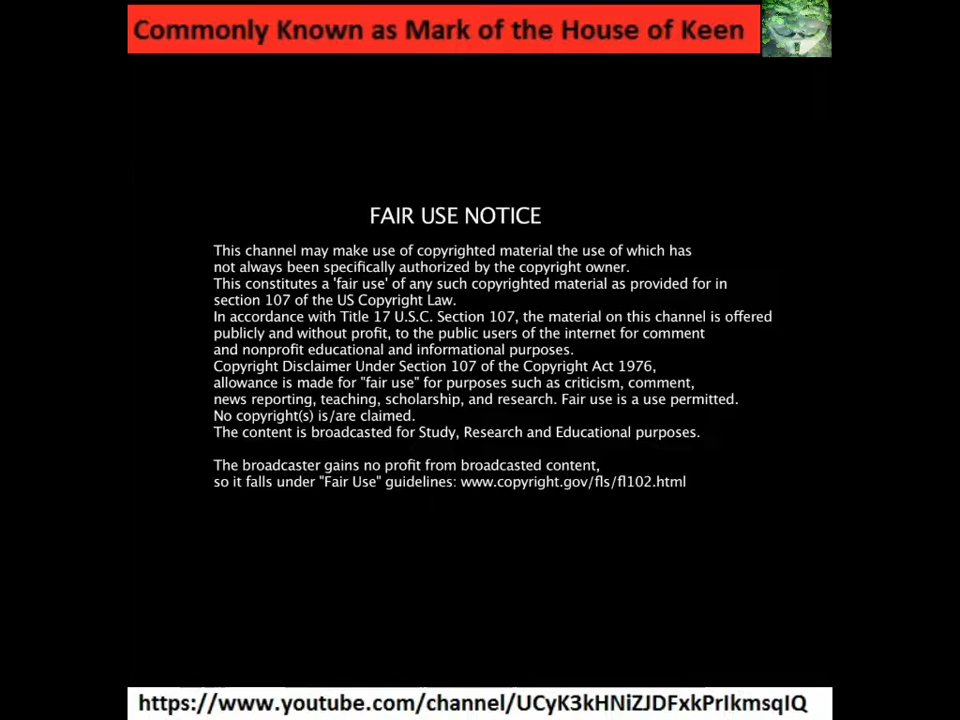 Commonly Known as Mark of the House of Keen
FAIR USE NOTICE
This channel may make use of copyrighted material the use of which has
not always been specifically authorized by the copyright owner.
This constitutes a 'fair use' of any such copyrighted material as provided for in
section 107 of the US Copyright Law.
In accordance with Title 17 U.S.C. Section 107, the material on this channel is offered
publicly and without profit, to the public users of the internet for comment
and nonprofit educational and informational purposes.
Copyright Disclaimer Under Section 107 of the Copyright Act 1976,
allowance is made for "fair use" for purposes such as criticism, comment,
news reporting, teaching, scholarship, and research. Fair use is a use permitted.
No copyright(s) is/are claimed.
The content is broadcasted for Study, Research and Educational purposes.
The broadcaster gains no profit from broadcasted content,
so it falls under "Fair Use" guidelines: www.copyright.gov/fls/fl102.html
https://www.youtube.com/channel/UCyK3kHNiZJDFxkPrIkmsqIQ